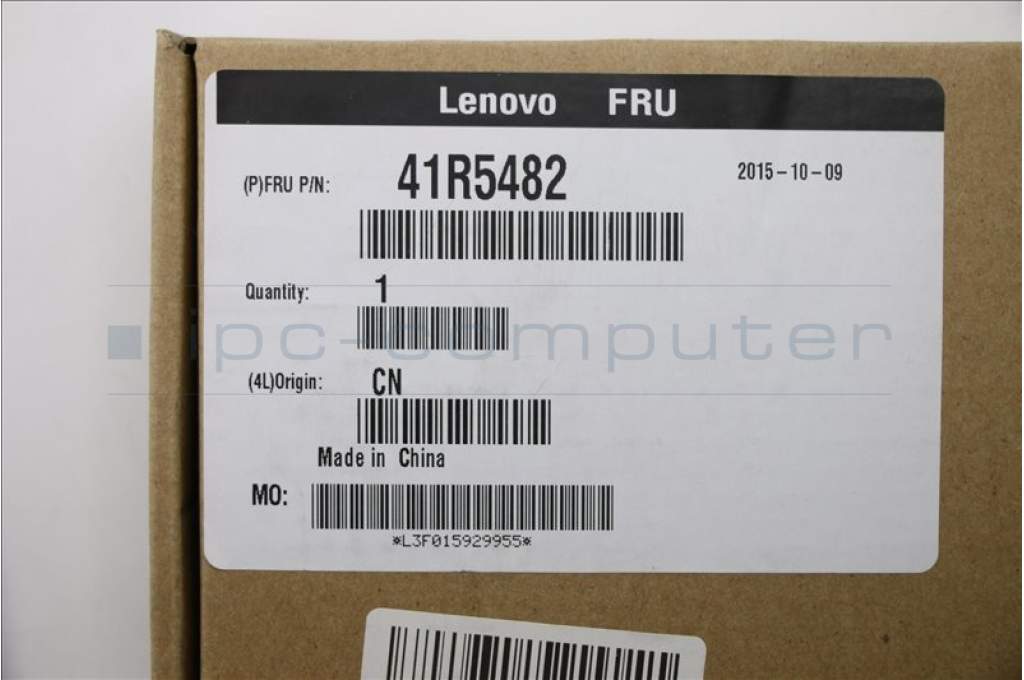 Lenovo FRU
(P)FRU P/N: 41R5482 2015-10-09
Quantity: 1
ipc-computer
(4L)Origin: CN
Made in China
MO:
*L3F015929955*